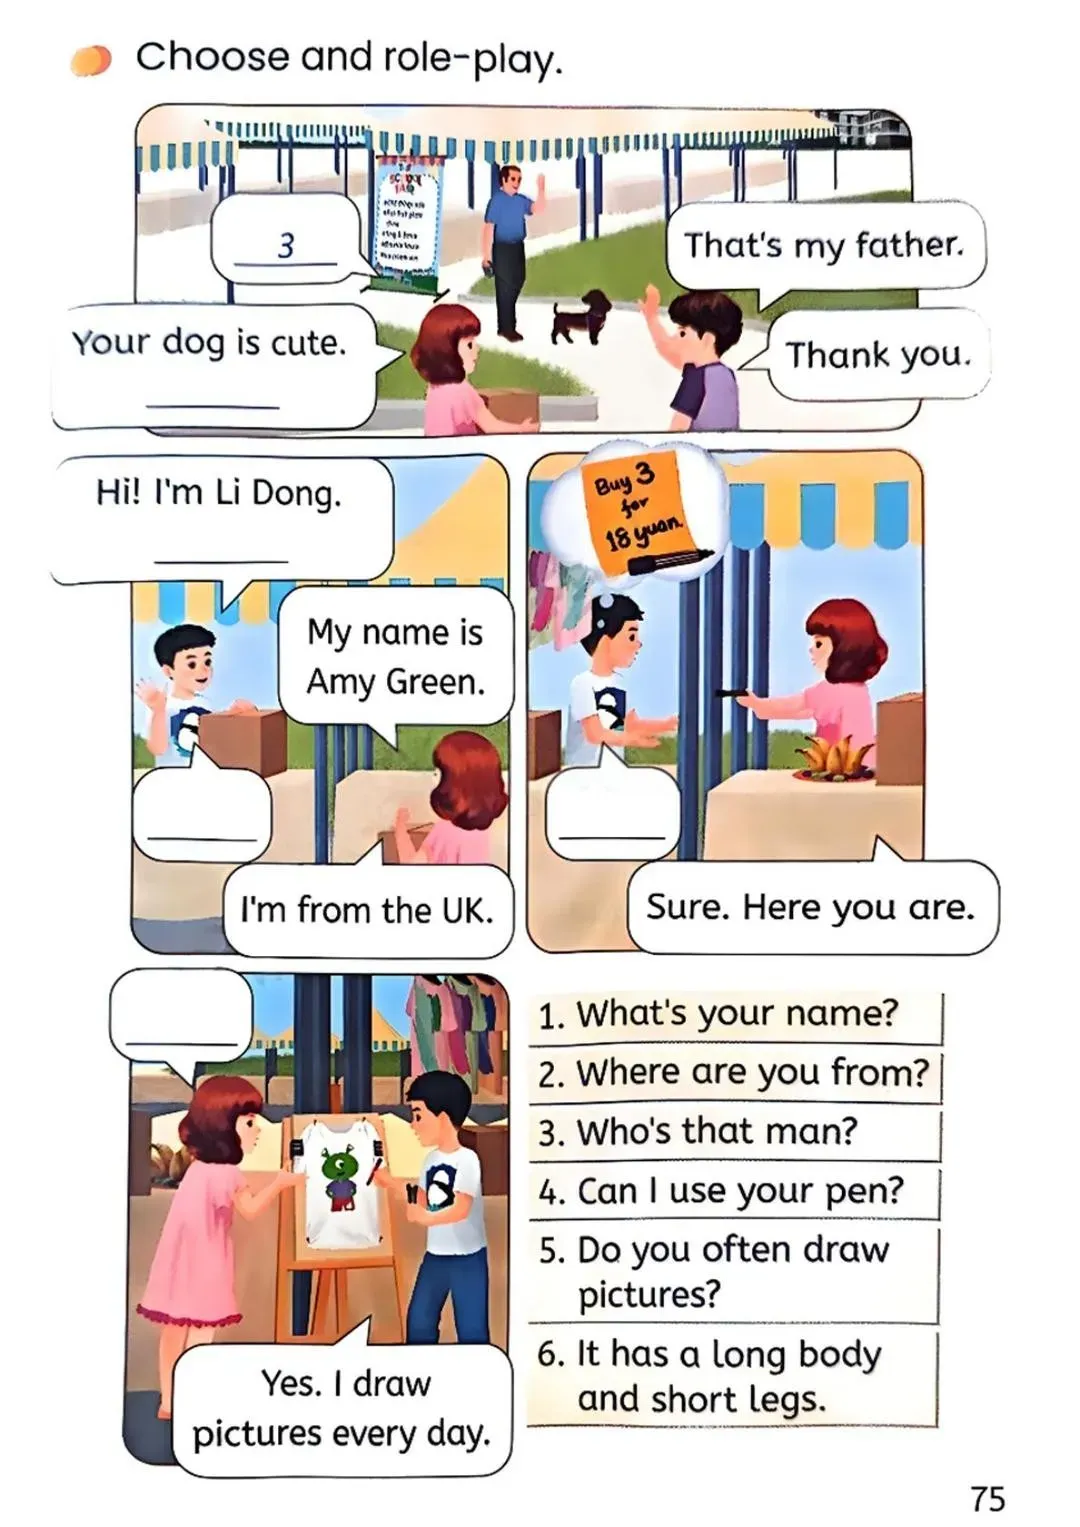 Choose and role-play.
SCHOOL
FAIR
3
That's my father.
Your dog is cute.
Thank you.
Hi! I'm Li Dong.
Buy 3
for
18 yuan.
My name is
Amy Green.
I'm from the UK.
Sure. Here you are.
1. What's your name?
2. Where are you from?
3. Who's that man?
4. Can I use your pen?
5. Do you often draw
pictures?
6. It has a long body
and short legs.
Yes. I draw
pictures every day.
75